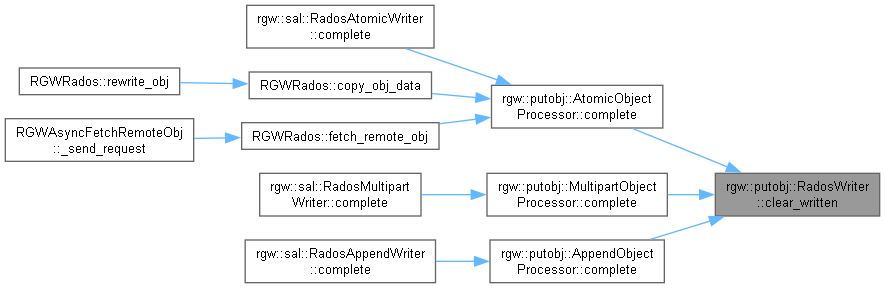 rgw::sal::RadosAtomicWriter
::complete
RGWRados::rewrite_obj
RGWRados::copy_obj_data
rgw::putobj::AtomicObject
Processor::complete
RGWAsyncFetchRemoteObj
::_send_request
RGWRados::fetch_remote_obj
rgw::sal::RadosMultipart
Writer::complete
rgw::putobj::MultipartObject
Processor::complete
rgw::putobj::RadosWriter
::clear_written
rgw::sal::RadosAppendWriter
::complete
rgw::putobj::AppendObject
Processor::complete